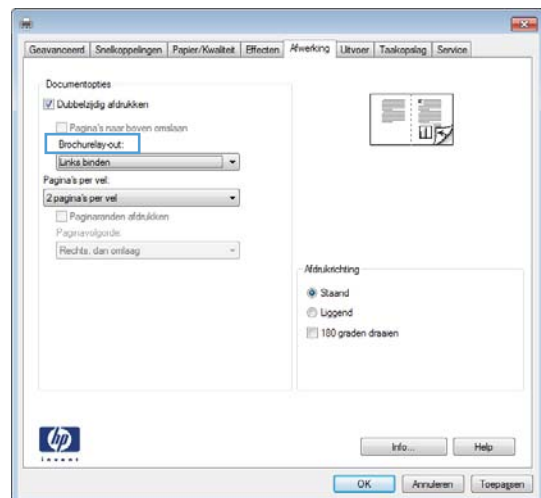 Geavanceerd Snelkoppelingen Papier/Kwaliteit Effecten Afwerking Uitvoer Taakopslag Service
Documentopties
Dubbelzijdig afdrukken
Pagina's naar boven omslaan
Brochurelay-out:
Links binden
Pagina's per vel:
2 pagina's per vel
Paginaranden afdrukken
Paginavolgorde:
Rechts, dan omlaag
Afdrukrichting
Staand
Liggend
180 graden draaien
hp
invent
Info... Help
OK Annuleren Toepassen